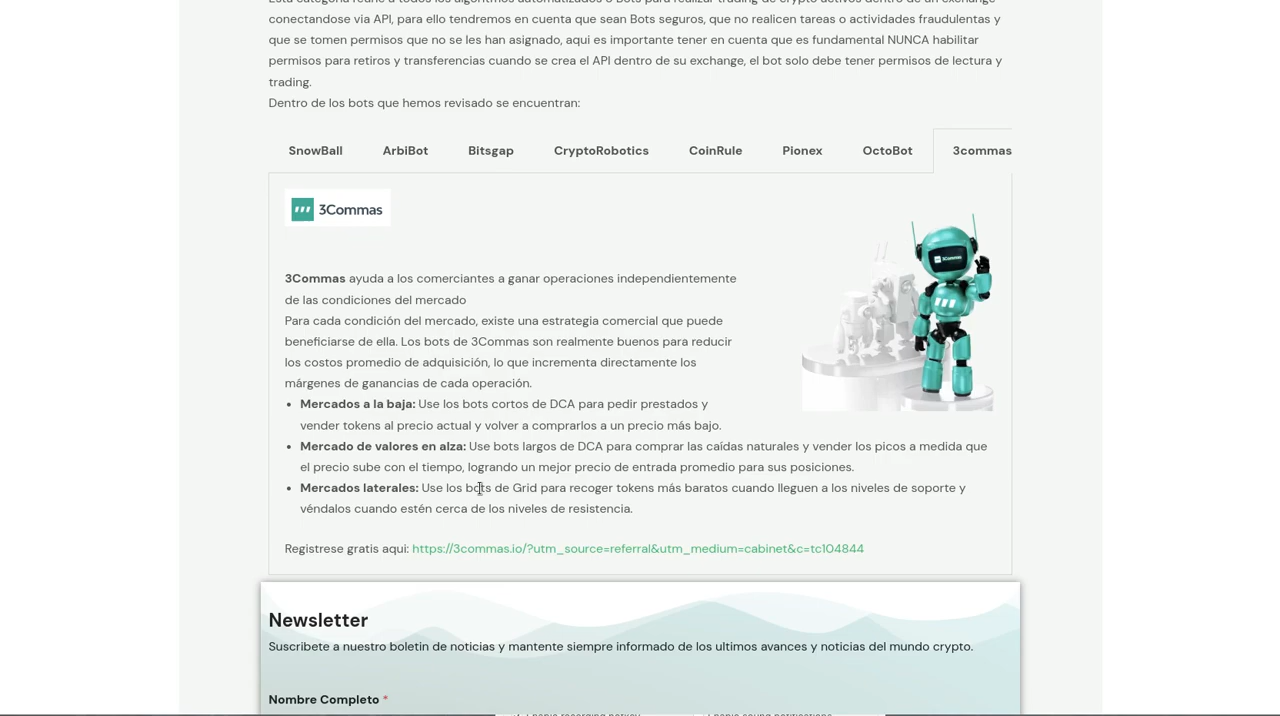 Esta categoria reúno a todos los algoritmos automatizados o Bots para realizar trading de crypto activos dentro de un exchange
conectandose via API, para ello tendremos en cuenta que sean Bots seguros, que no realicen tareas o actividades fraudulentas y
que se tomen permisos que no se les han asignado, aqui es importante tener en cuenta que es fundamental NUNCA habilitar
permisos para retiros y transferencias cuando se crea el API dentro de su exchange, el bot solo debe tener permisos de lectura y
trading.
Dentro de los bots que hemos revisado se encuentran:
SnowBall ArbiBot Bitsgap CryptoRobotics CoinRule Pionex OctoBot 3commas
3Commas
3Commas
3Commas ayuda a los comerciantes a ganar operaciones independientemente
de las condiciones del mercado
Para cada condición del mercado, existe una estrategia comercial que puede
beneficiarse de ella. Los bots de 3Commas son realmente buenos para reducir
los costos promedio de adquisición, lo que incrementa directamente los
márgenes de ganancias de cada operación.
• Mercados a la baja: Use los bots cortos de DCA para pedir prestados y
vender tokens al precio actual y volver a comprarlos a un precio más bajo.
• Mercado de valores en alza: Use bots largos de DCA para comprar las caídas naturales y vender los picos a medida que
el precio sube con el tiempo, logrando un mejor precio de entrada promedio para sus posiciones.
• Mercados laterales: Use los bots de Grid para recoger tokens más baratos cuando lleguen a los niveles de soporte y
véndalos cuando estén cerca de los niveles de resistencia.
Registrese gratis aqui: https://3commas.io/?utm_source=referral&utm_medium=cabinet&c=tc104844
Newsletter
Suscribete a nuestro boletin de noticias y mantente siempre informado de los ultimos avances y noticias del mundo crypto.
Nombre Completo *